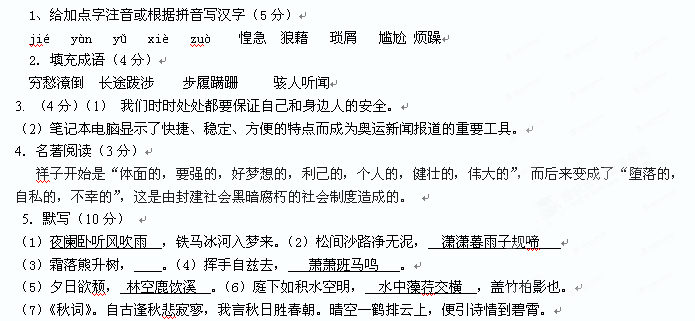 1、给加点字注音或根据拼音写汉字（5分）
jié yòn yǔ xiè zuò 惶急 狼藉 琐屑 尴尬 烦躁
2．填充成语（4分）
穷愁潦倒 长途跋涉 步履蹒跚 骇人听闻
3．（4分）（1） 我们时时处处都要保证自己和身边人的安全。
（2）笔记本电脑显示了快捷、稳定、方便的特点而成为奥运新闻报道的重要工具。
4．名著阅读（3分）
祥子开始是“体面的，要强的，好梦想的，利己的，个人的，健壮的，伟大的”，而后来变成了“堕落的，
自私的，不幸的”，这是由封建社会黑暗腐朽的社会制度造成的。
5．默写（10分）
（1）夜阑卧听风吹雨 ，铁马冰河入梦来。（2）松间沙路净无泥， 潇潇暮雨子规啼
（3）霜落熊升树， 。（4）挥手自兹去， 萧萧班马鸣 。
（5）夕日欲颓， 林空鹿饮溪 。（6）庭下如积水空明， 水中藻荇交横 ，盖竹柏影也。
（7）《秋词》。自古逢秋悲寂寥，我言秋日胜春朝。晴空一鹤排云上，便引诗情到碧霄。